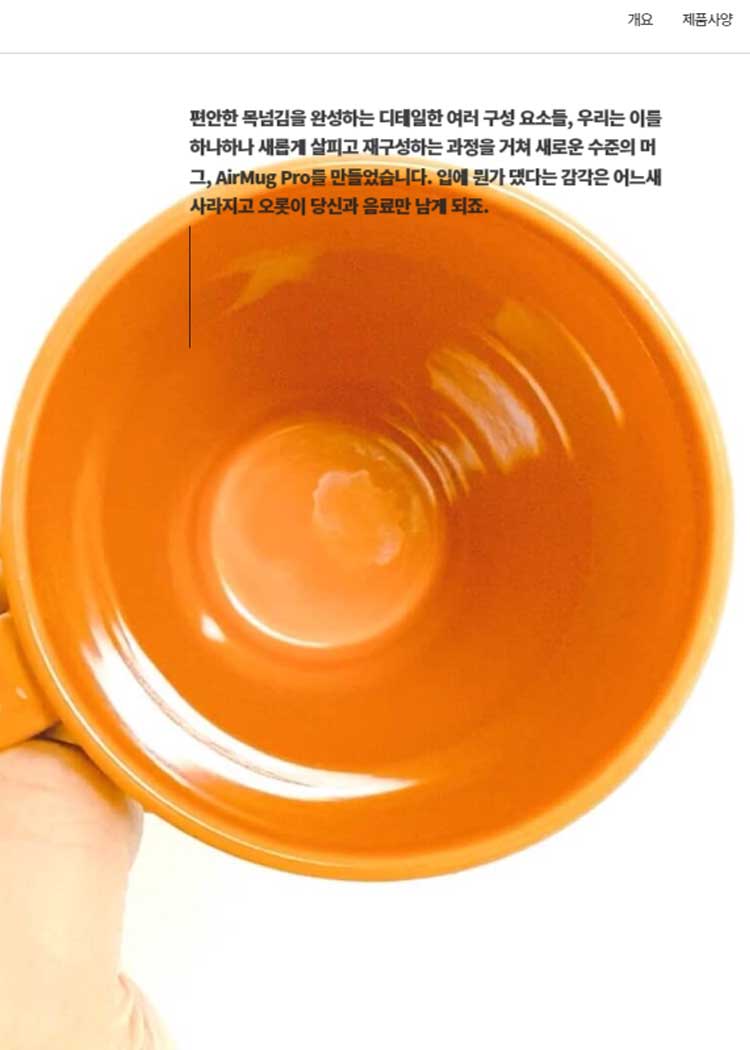 개요 제품사양
편안한 목넘김을 완성하는 디테일한 여러 구성 요소들, 우리는 이들
하나하나 새롭게 살피고 재구성하는 과정을 거쳐 새로운 수준의 머
그, AirMug Pro를 만들었습니다. 입에 뭔가 댔다는 감각은 어느새
사라지고 오롯이 당신과 음료만 남게 되죠.